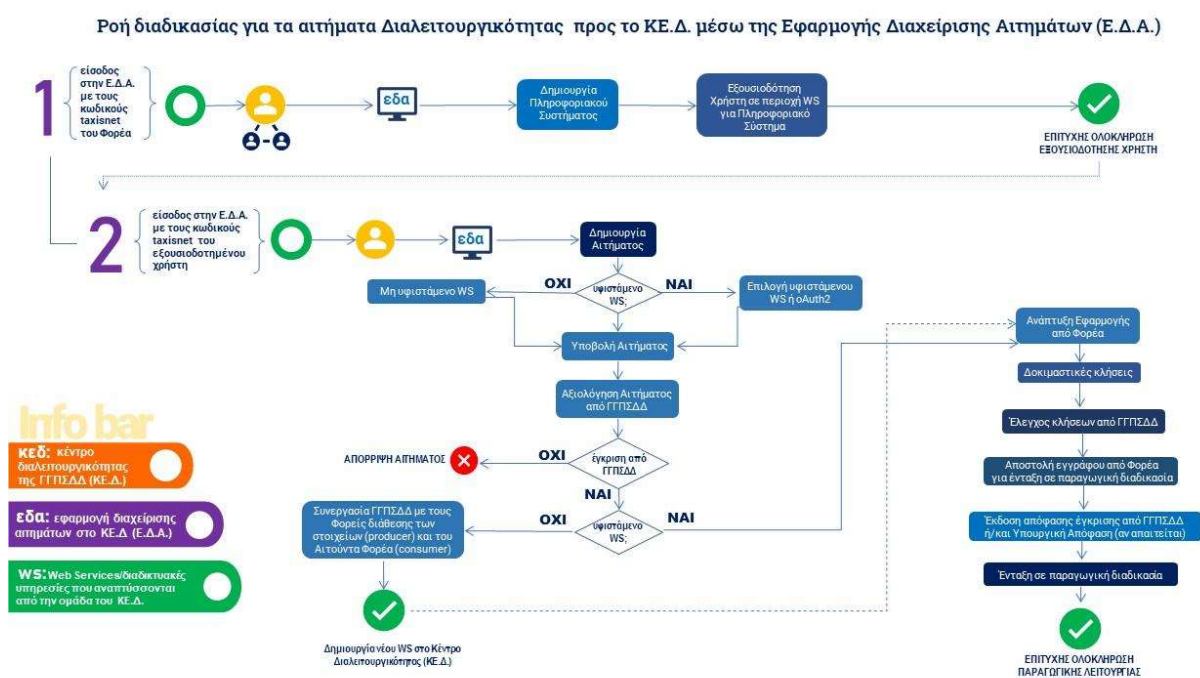 Ροή διαδικασίας για τα αιτήματα Διαλειτουργικότητας προς το ΚΕ.Δ. μέσω της Εφαρμογής Διαχείρισης Αιτημάτων (Ε.Δ.Α.)
1
είσοδος
στην Ε.Δ.Α.
με τους
κωδικούς
taxisnet
του Φορέα
εδα
Δημιουργία
Πληροφοριακού
Συστήματος
Εξουσιοδότηση
Χρήστη σε περιοχή WS
για Πληροφοριακό
Σύστημα
ΕΠΙΤΥΧΗΣ ΟΛΟΚΛΗΡΩΣΗ
ΕΞΟΥΣΙΟΔΟΤΗΣΗΣ ΧΡΗΣΤΗ
2
είσοδος στην Ε.Δ.Α.
με τους κωδικούς
taxisnet του
εξουσιοδοτημένου
χρήστη
εδα
Δημιουργία
Αιτήματος
ΟΧΙ
υφιστάμενο
WS;
ΝΑΙ
Μη υφιστάμενο WS
Επιλογή υφιστάμενου
WS ή oAuth2
Υποβολή Αιτήματος
Αξιολόγηση Αιτήματος
από ΓΓΠΣΔΔ
ΑΠΟΡΡΙΨΗ ΑΙΤΗΜΑΤΟΣ
ΟΧΙ
έγκριση από
ΓΓΠΣΔΔ
ΝΑΙ
Συνεργασία ΓΓΠΣΔΔ με τους
Φορείς διάθεσης των
στοιχείων (producer) και του
Αιτούντα Φορέα (consumer)
ΟΧΙ
υφιστάμενο
WS;
ΝΑΙ
Δημιουργία νέου WS στο Κέντρο
Διαλειτουργικότητος (ΚΕ.Δ.)
Ανάπτυξη Εφαρμογής
από Φορέα
Δοκιμαστικές κλήσεις
Έλεγχος κλήσεων από ΓΓΠΣΔΔ
Αποστολή εγγράφου από Φορέα
για ένταξη σε παραγωγική διαδικασία
Έκδοση απόφασης έγκρισης από ΓΓΠΣΔΔ
ή/και Υπουργική Απόφαση (αν απαιτείται)
Ένταξη σε παραγωγική διαδικασία
ΕΠΙΤΥΧΗΣ ΟΛΟΚΛΗΡΩΣΗ
ΠΑΡΑΓΩΓΙΚΗΣ ΛΕΙΤΟΥΡΓΙΑΣ
Info bar
κεδ: κέντρο
διαλειτουργικότητας
της ΓΓΠΣΔΔ (ΚΕ.Δ.)
εδα: εφαρμογή διαχείρισης
αιτημάτων στο ΚΕ.Δ (Ε.Δ.Α.)
WS: Web Services/διαδικτυακές
υπηρεσίες που αναπτύσσονται
από την ομάδα του ΚΕ.Δ.